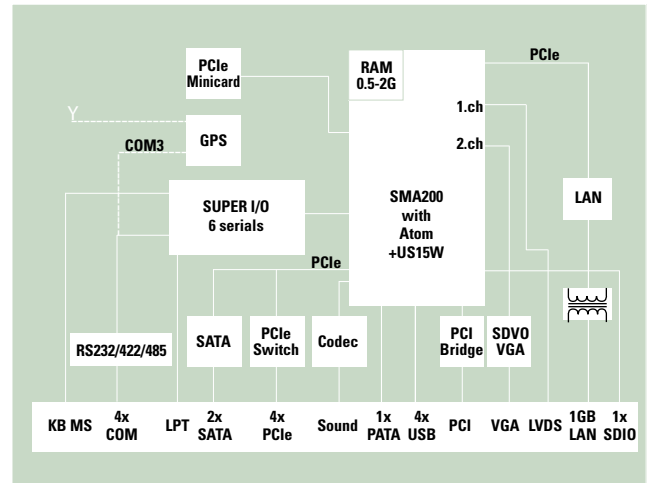 PCIe
Minicard
RAM
0.5-2G
PCIe
1.ch
2.ch
Y
GPS
COM3
SUPER I/O
6 serials
SMA200
with
Atom
+US15W
LAN
PCIe
RS232/422/485
SATA
PCIe
Switch
Codec
PCI
Bridge
SDVO
VGA
KB MS
4x
COM
LPT
2x
SATA
4x
PCIe
Sound
1x
PATA
4x
USB
PCI
VGA
LVDS
1GB
LAN
1x
SDIO